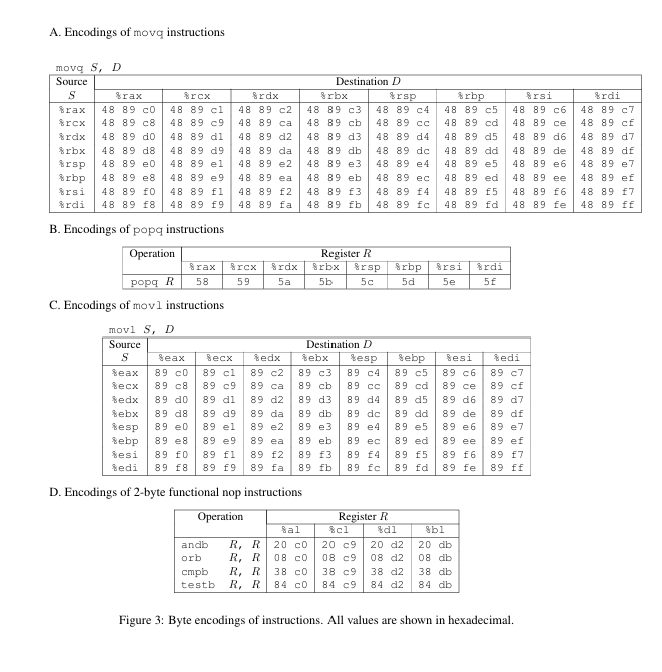 A. Encodings of movq instructions
movq S, D
Source Destination D
S %rax %rcx %rdx %rbx %rsp %rbp %rsi %rdi
%rax 48 89 c0 48 89 c1 48 89 c2 48 89 c3 48 89 c4 48 89 c5 48 89 c6 48 89 c7
%rcx 48 89 c8 48 89 c9 48 89 ca 48 89 cb 48 89 cc 48 89 cd 48 89 ce 48 89 cf
%rdx 48 89 d0 48 89 d1 48 89 d2 48 89 d3 48 89 d4 48 89 d5 48 89 d6 48 89 d7
%rbx 48 89 d8 48 89 d9 48 89 da 48 89 db 48 89 dc 48 89 dd 48 89 de 48 89 df
%rsp 48 89 e0 48 89 e1 48 89 e2 48 89 e3 48 89 e4 48 89 e5 48 89 e6 48 89 e7
%rbp 48 89 e8 48 89 e9 48 89 ea 48 89 eb 48 89 ec 48 89 ed 48 89 ee 48 89 ef
%rsi 48 89 f0 48 89 f1 48 89 f2 48 89 f3 48 89 f4 48 89 f5 48 89 f6 48 89 f7
%rdi 48 89 f8 48 89 f9 48 89 fa 48 89 fb 48 89 fc 48 89 fd 48 89 fe 48 89 ff
B. Encodings of popq instructions
Operation Register R
%rax %rcx %rdx %rbx %rsp %rbp %rsi %rdi
popq R 58 59 5a 5b 5c 5d 5e 5f
C. Encodings of movl instructions
movl S, D
Source Destination D
S %eax %ecx %edx %ebx %esp %ebp %esi %edi
%eax 89 c0 89 c1 89 c2 89 c3 89 c4 89 c5 89 c6 89 c7
%ecx 89 c8 89 c9 89 ca 89 cb 89 cc 89 cd 89 ce 89 cf
%edx 89 d0 89 d1 89 d2 89 d3 89 d4 89 d5 89 d6 89 d7
%ebx 89 d8 89 d9 89 da 89 db 89 dc 89 dd 89 de 89 df
%esp 89 e0 89 e1 89 e2 89 e3 89 e4 89 e5 89 e6 89 e7
%ebp 89 e8 89 e9 89 ea 89 eb 89 ec 89 ed 89 ee 89 ef
%esi 89 f0 89 f1 89 f2 89 f3 89 f4 89 f5 89 f6 89 f7
%edi 89 f8 89 f9 89 fa 89 fb 89 fc 89 fd 89 fe 89 ff
D. Encodings of 2-byte functional nop instructions
Operation Register R
%al %cl %dl %bl
andb R, R 20 c0 20 c9 20 d2 20 db
orb R, R 08 c0 08 c9 08 d2 08 db
cmpb R, R 38 c0 38 c9 38 d2 38 db
testb R, R 84 c0 84 c9 84 d2 84 db
Figure 3: Byte encodings of instructions. All values are shown in hexadecimal.